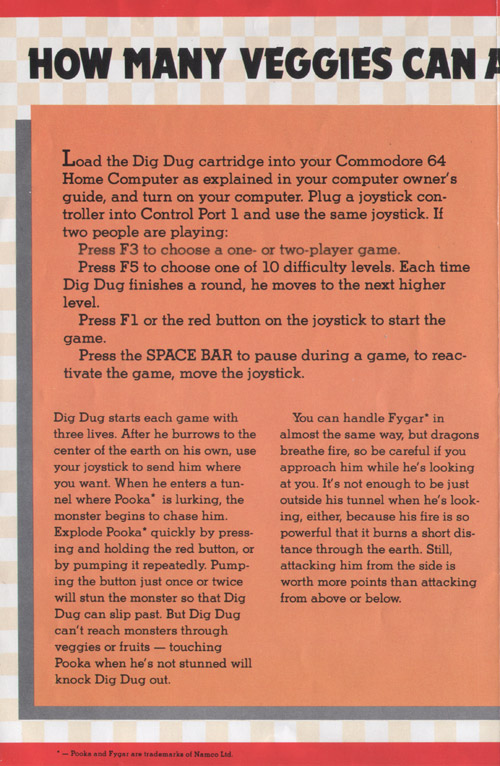 HOW MANY VEGGIES CAN A
Load the Dig Dug cartridge into your Commodore 64
Home Computer as explained in your computer owner's
guide, and turn on your computer. Plug a joystick con-
troller into Control Port 1 and use the same joystick. If
two people are playing:
Press F3 to choose a one- or two-player game.
Press F5 to choose one of 10 difficulty levels. Each time
Dig Dug finishes a round, he moves to the next higher
level.
Press F1 or the red button on the joystick to start the
game.
Press the SPACE BAR to pause during a game, to reac-
tivate the game, move the joystick.
Dig Dug starts each game with
three lives. After he burrows to the
center of the earth on his own, use
your joystick to send him where
you want. When he enters a tun-
nel where Pooka* is lurking, the
monster begins to chase him.
Explode Pooka* quickly by press-
ing and holding the red button, or
by pumping it repeatedly. Pump-
ing the button just once or twice
will stun the monster so that Dig
Dug can slip past. But Dig Dug
can't reach monsters through
veggies or fruits — touching
Pooka when he's not stunned will
knock Dig Dug out.
You can handle Fygar* in
almost the same way, but dragons
breathe fire, so be careful if you
approach him while he's looking
at you. It's not enough to be just
outside his tunnel when he's look-
ing, either, because his fire is so
powerful that it burns a short dis-
tance through the earth. Still,
attacking him from the side is
worth more points than attacking
from above or below.
* — Pooka and Fygar are trademarks of Namco Ltd.